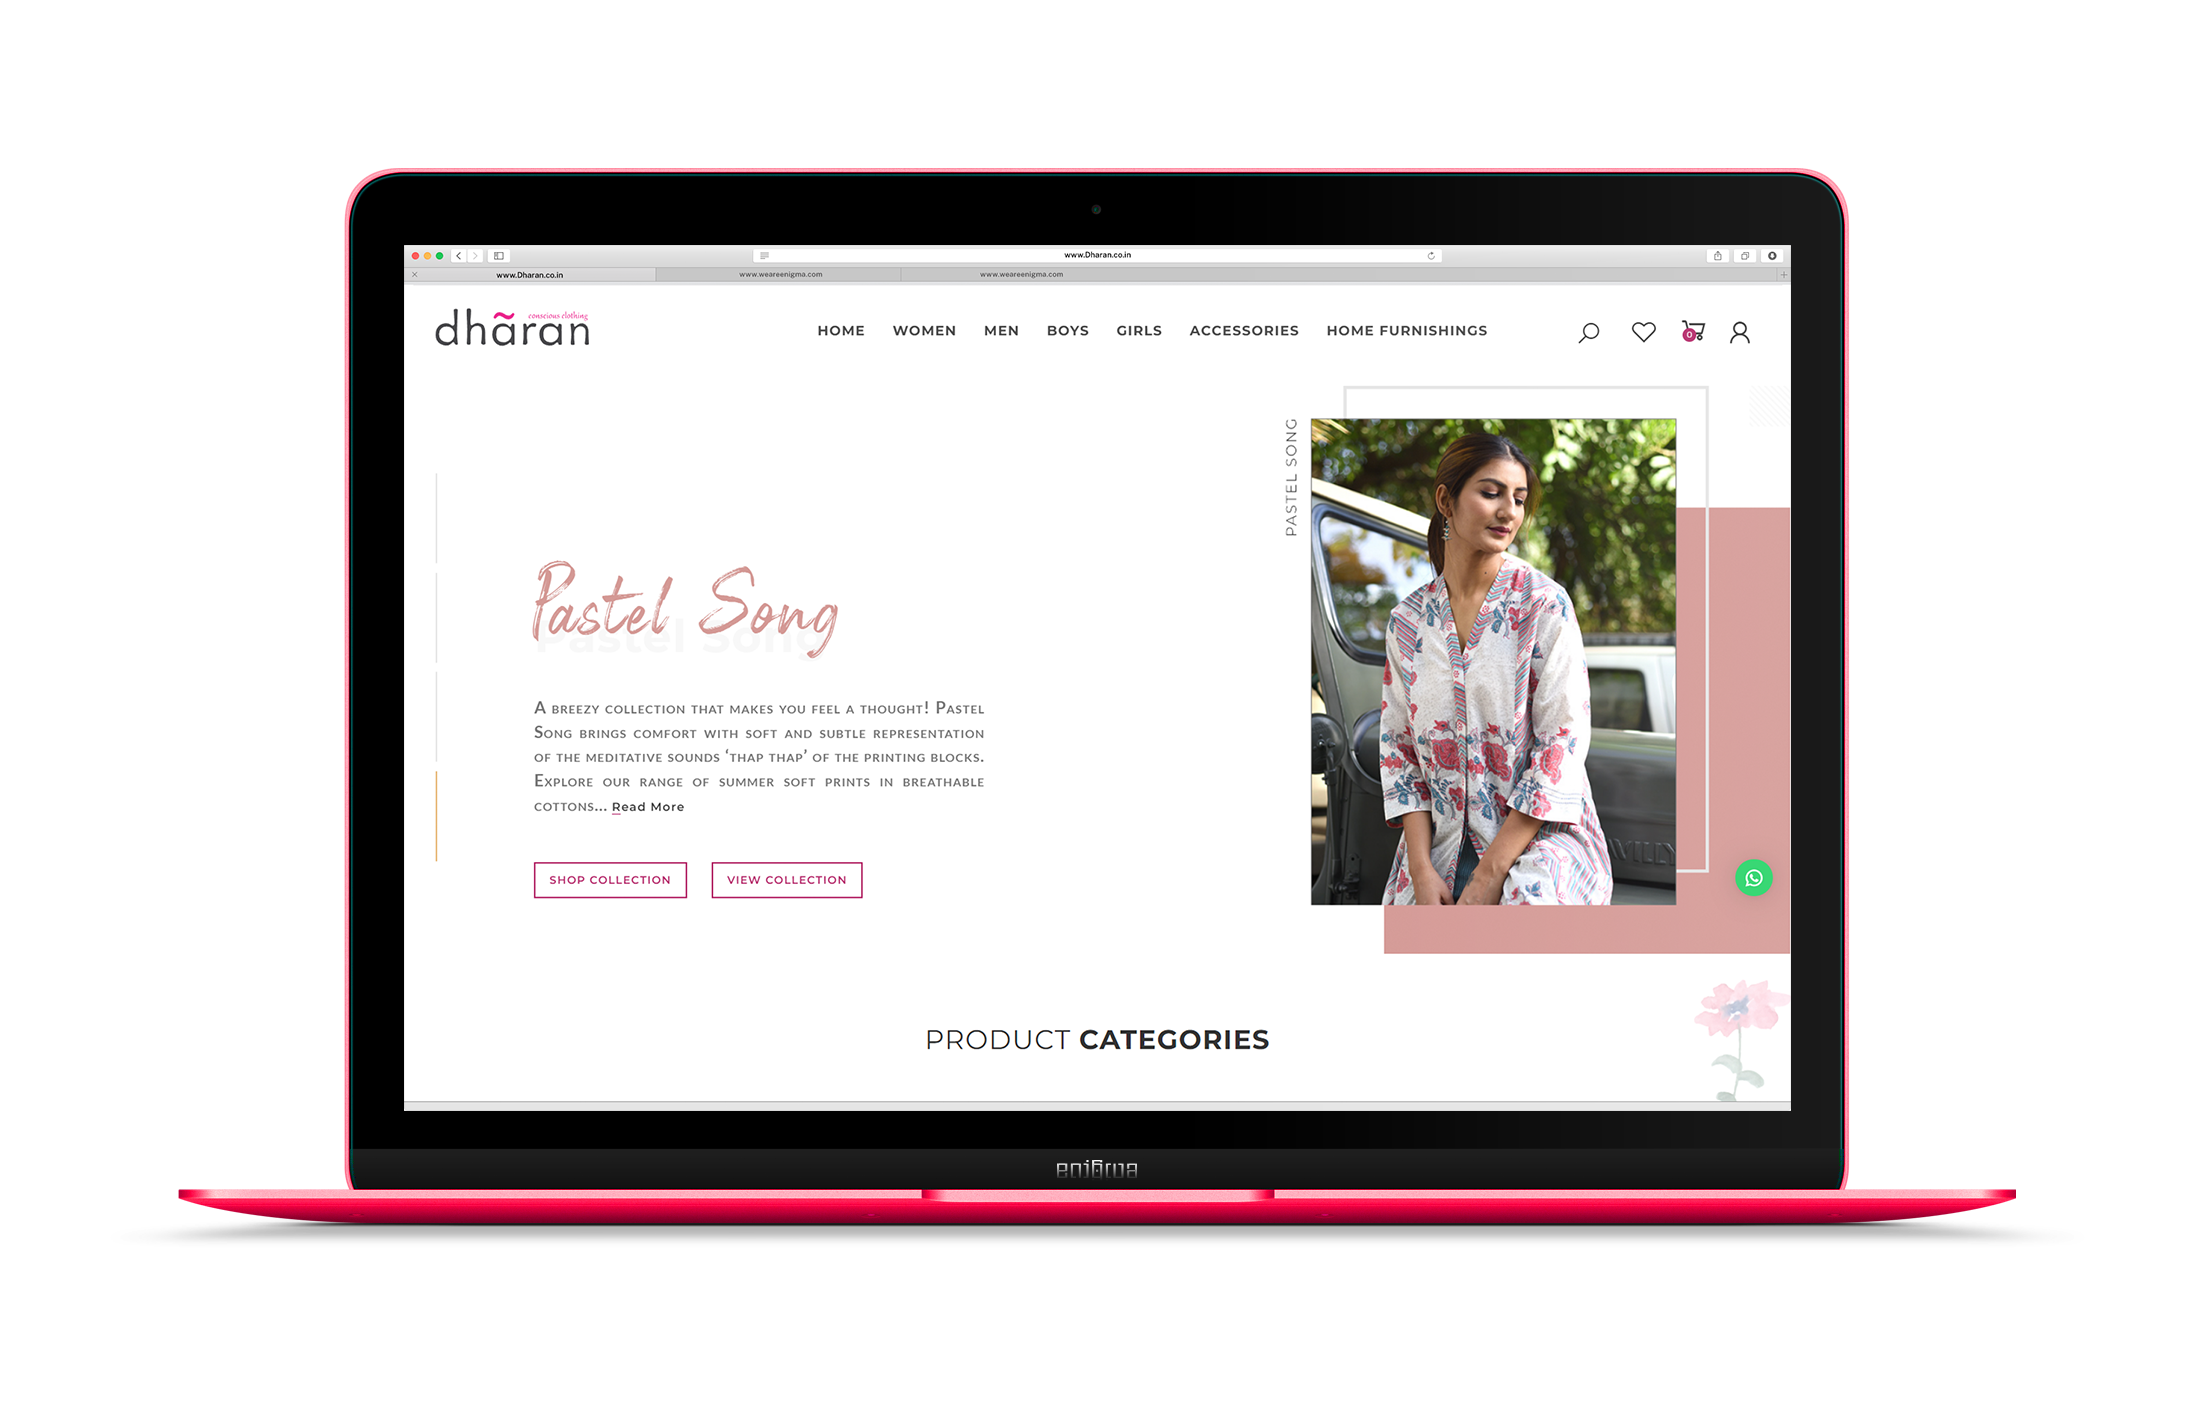 www.Dharan.co.in
www.Dharan.co.in
www.weareenigma.com
www.weareenigma.com
dhãran
conscious clothing
HOME WOMEN MEN BOYS GIRLS ACCESSORIES HOME FURNISHINGS
0
PASTEL SONG
Pastel Song
Pastel Song
A breezy collection that makes you feel a thought! Pastel
Song brings comfort with soft and subtle representation
of the meditative sounds ‘thap thap’ of the printing blocks.
Explore our range of summer soft prints in breathable
cottons... Read More
SHOP COLLECTION VIEW COLLECTION
WILLY
PRODUCT CATEGORIES
enigma